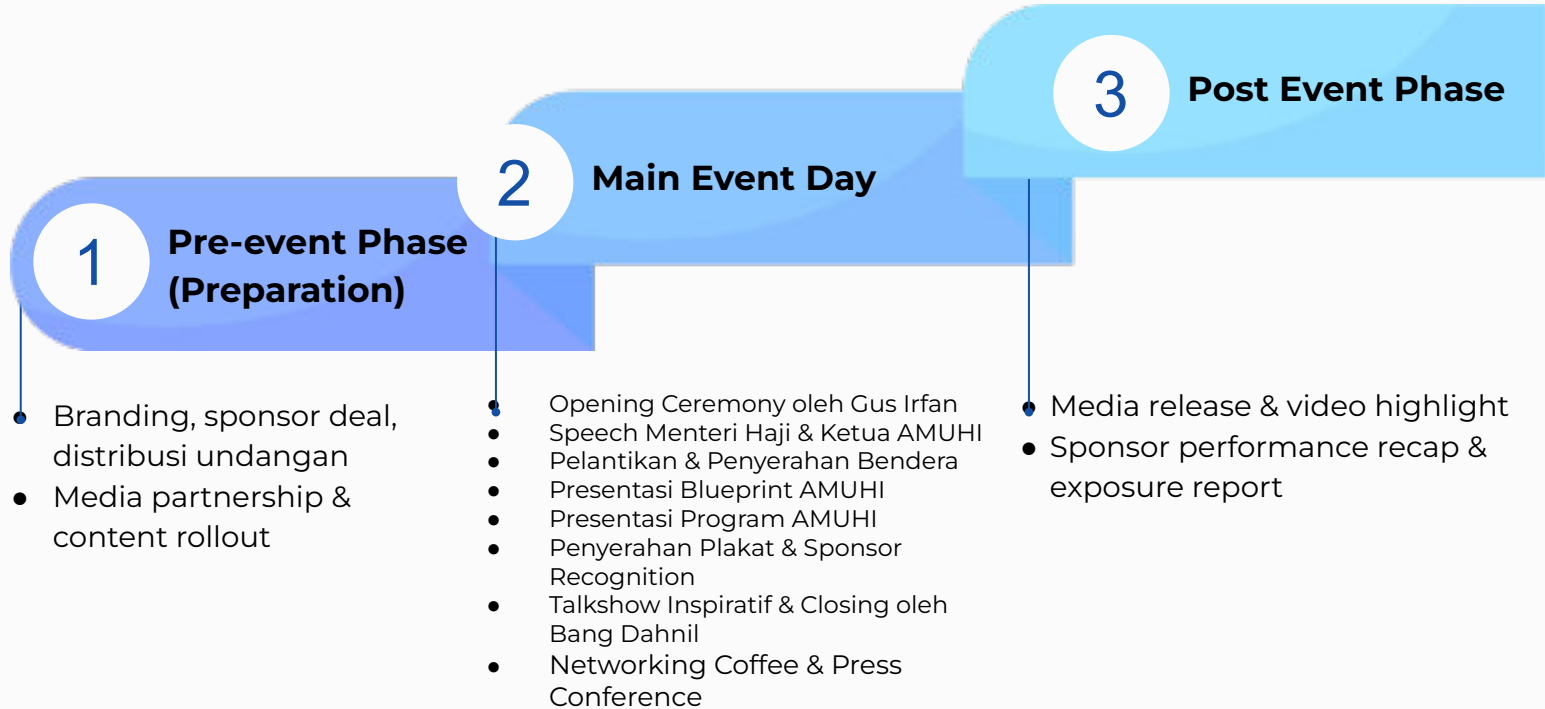 1
Pre-event Phase
(Preparation)
● Branding, sponsor deal,
distribusi undangan
● Media partnership &
content rollout
2
Main Event Day
● Opening Ceremony oleh Gus Irfan
● Speech Menteri Haji & Ketua AMUHI
● Pelantikan & Penyerahan Bendera
● Presentasi Blueprint AMUHI
● Presentasi Program AMUHI
● Penyerahan Plakat & Sponsor
Recognition
● Talkshow Inspiratif & Closing oleh
Bang Dahnil
● Networking Coffee & Press
Conference
3
Post Event Phase
● Media release & video highlight
● Sponsor performance recap &
exposure report